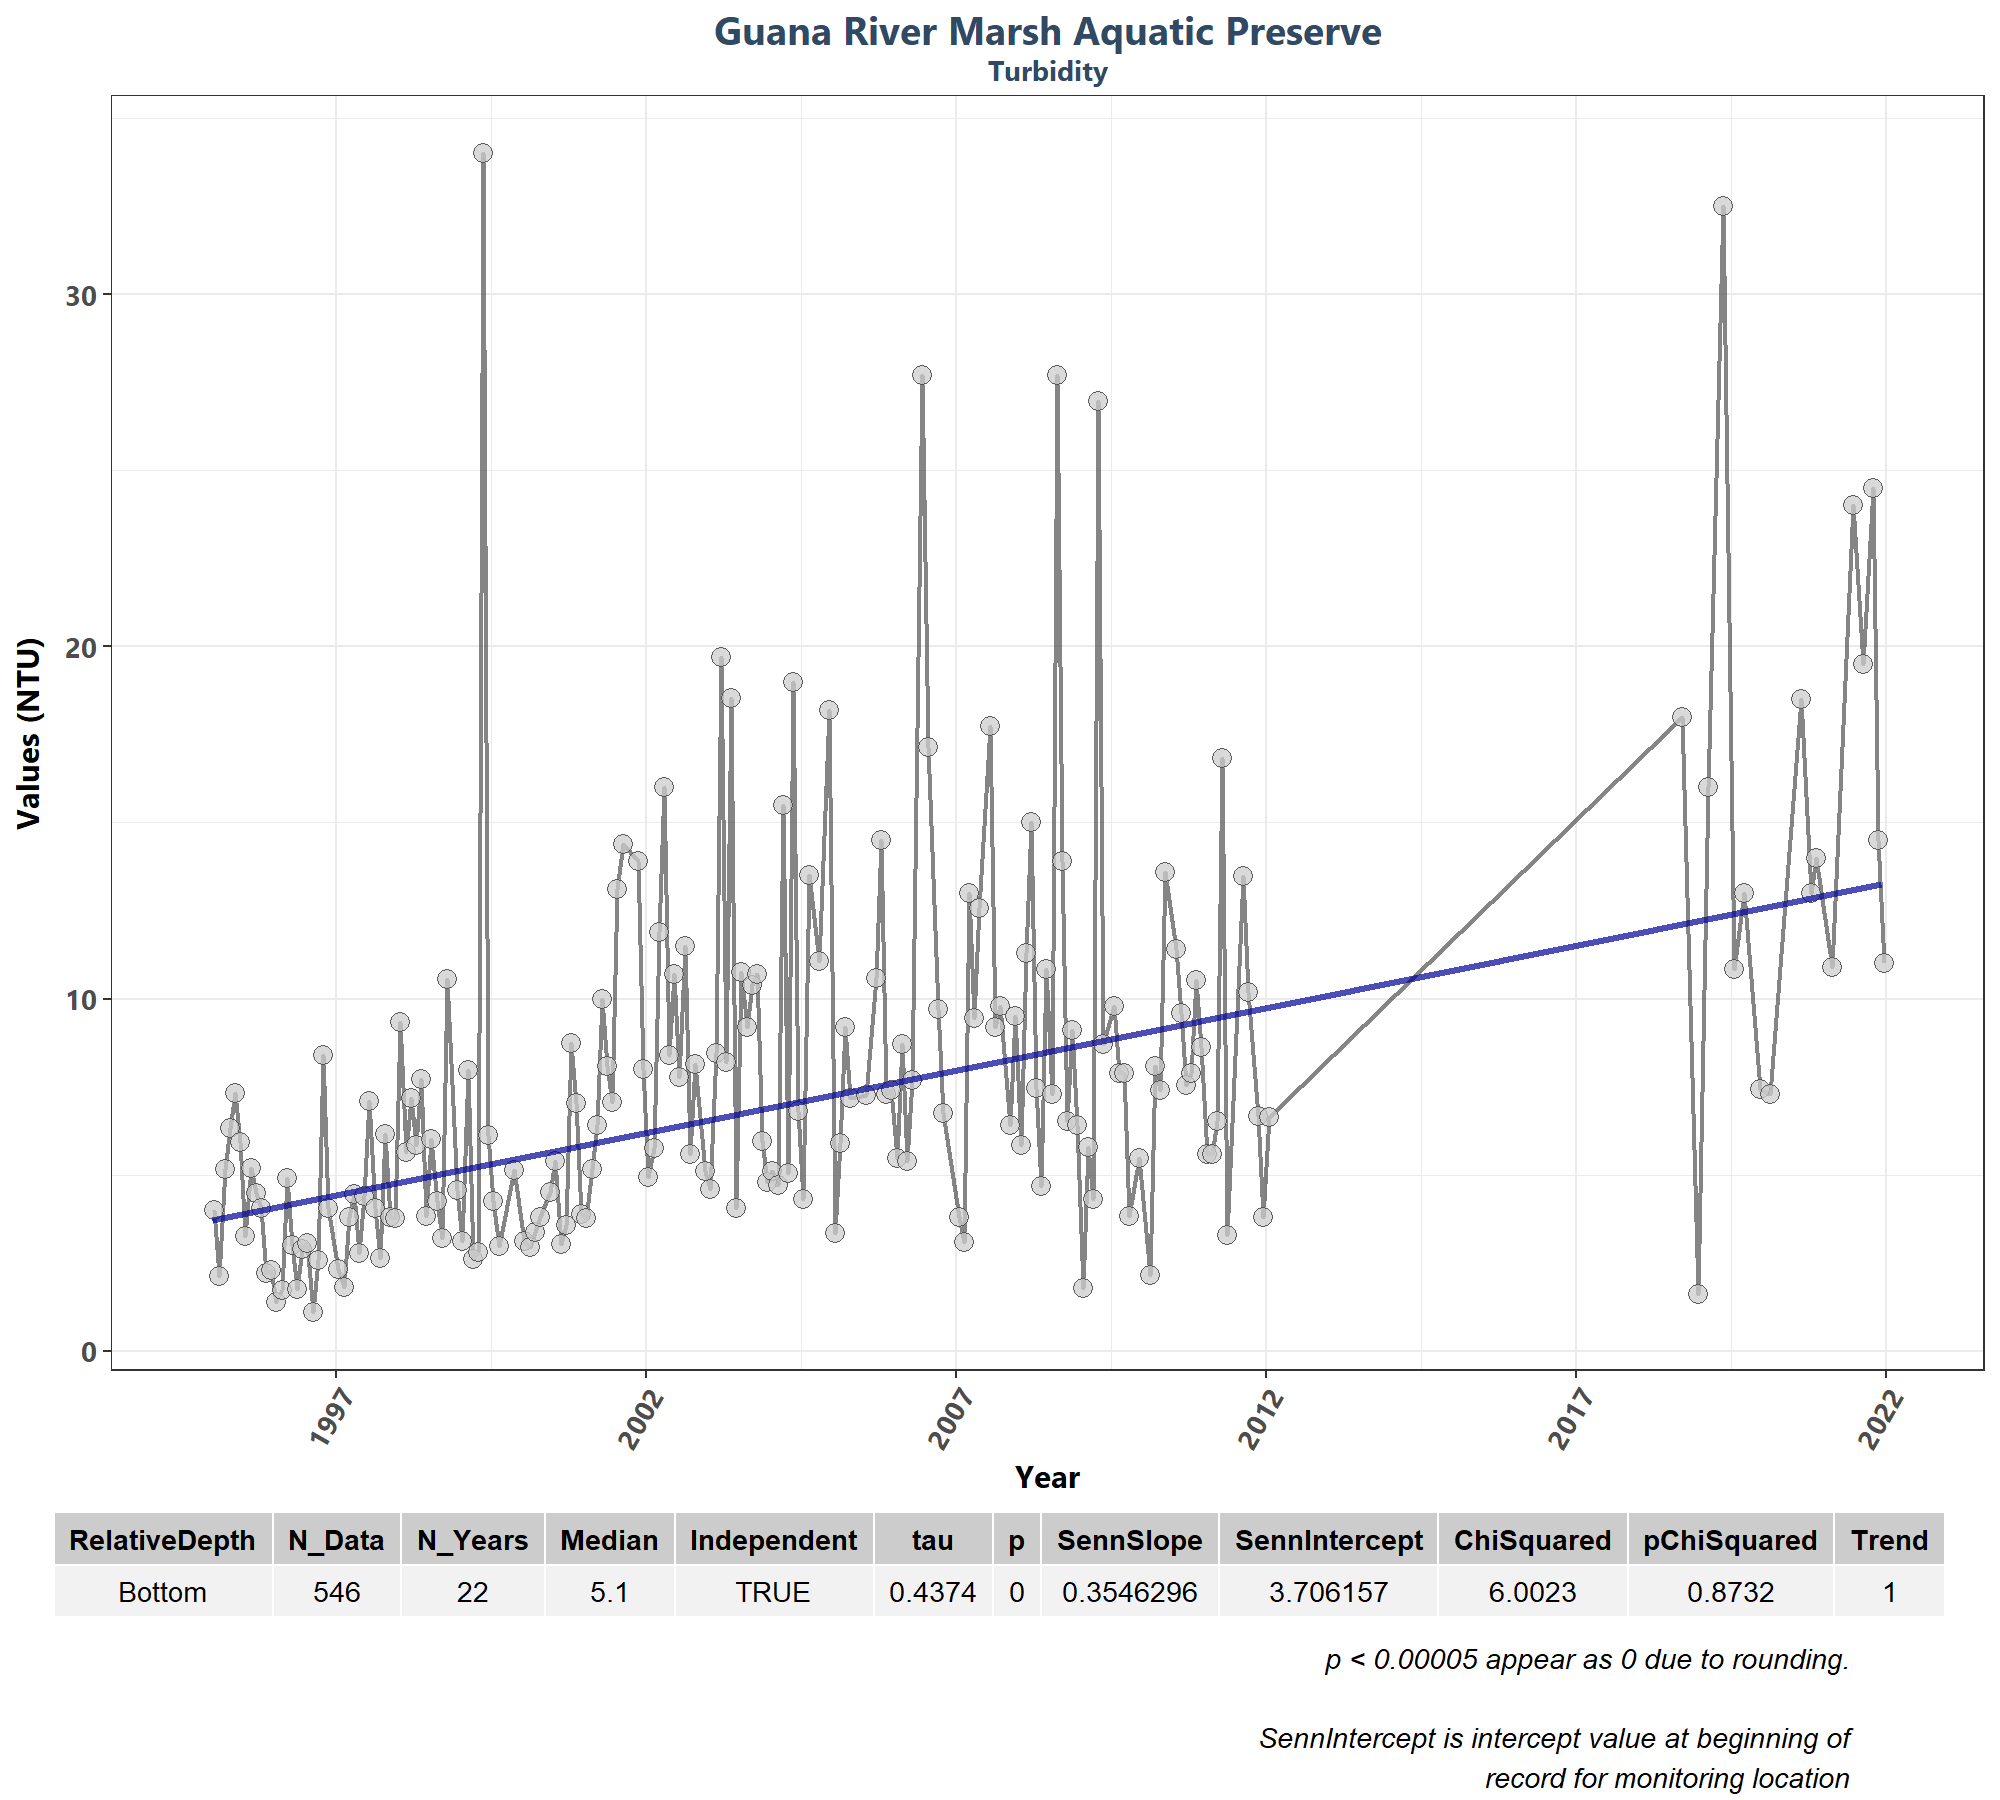 Guana River Marsh Aquatic Preserve
Turbidity
Values (NTU)
30
20
10
0
1997
2002
2007
2012
2017
2022
Year
RelativeDepth N_Data N_Years Median Independent tau p SennSlope SennIntercept ChiSquared pChiSquared Trend
Bottom 546 22 5.1 TRUE 0.4374 0 0.3546296 3.706157 6.0023 0.8732 1
p < 0.00005 appear as 0 due to rounding.
SennIntercept is intercept value at beginning of
record for monitoring location